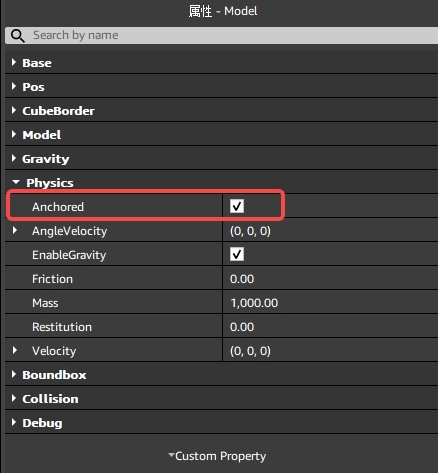 属性 - Model
Search by name
Base
Pos
CubeBorder
Model
Gravity
Physics
Anchored
AngleVelocity (0, 0, 0)
EnableGravity
Friction 0.00
Mass 1,000.00
Restitution 0.00
Velocity (0, 0, 0)
Boundbox
Collision
Debug
Custom Property